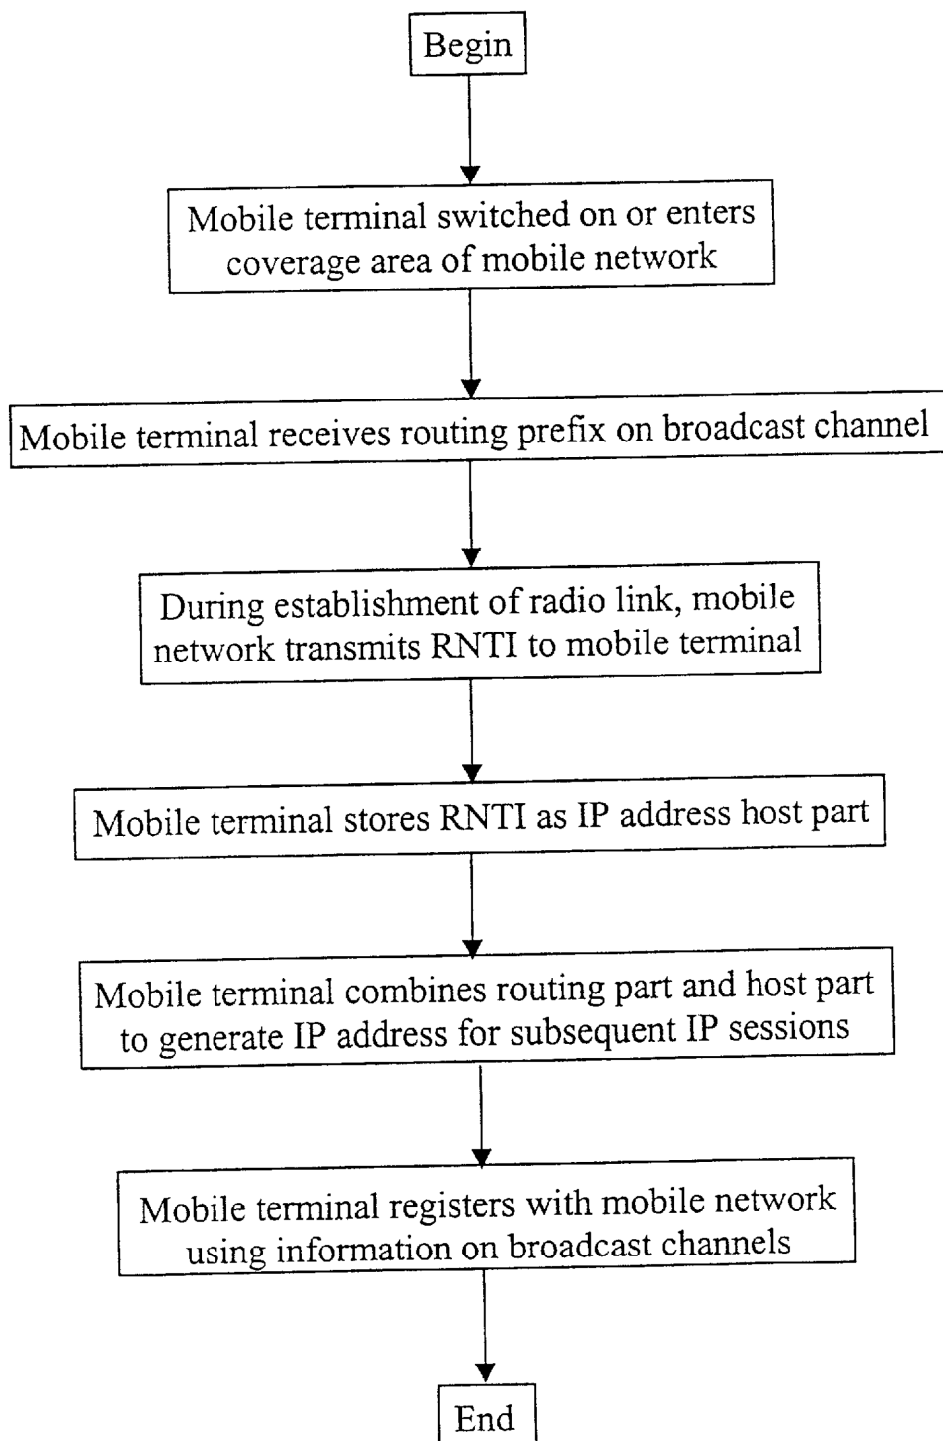 Begin
Mobile terminal switched on or enters
coverage area of mobile network
Mobile terminal receives routing prefix on broadcast channel
During establishment of radio link, mobile
network transmits RNTI to mobile terminal
Mobile terminal stores RNTI as IP address host part
Mobile terminal combines routing part and host part
to generate IP address for subsequent IP sessions
Mobile terminal registers with mobile network
using information on broadcast channels
End